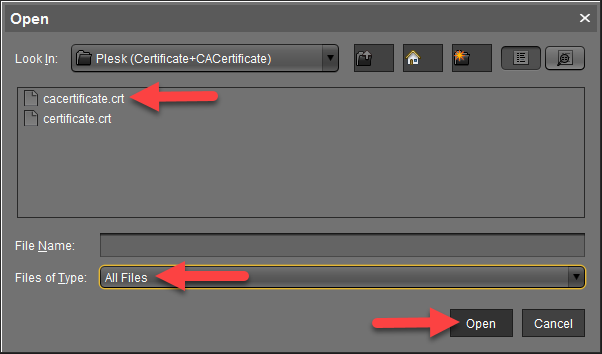 Open
Look In: Plesk (Certificate+CACertificate)
cacertificate.crt
certificate.crt
File Name:
Files of Type: All Files
Open Cancel